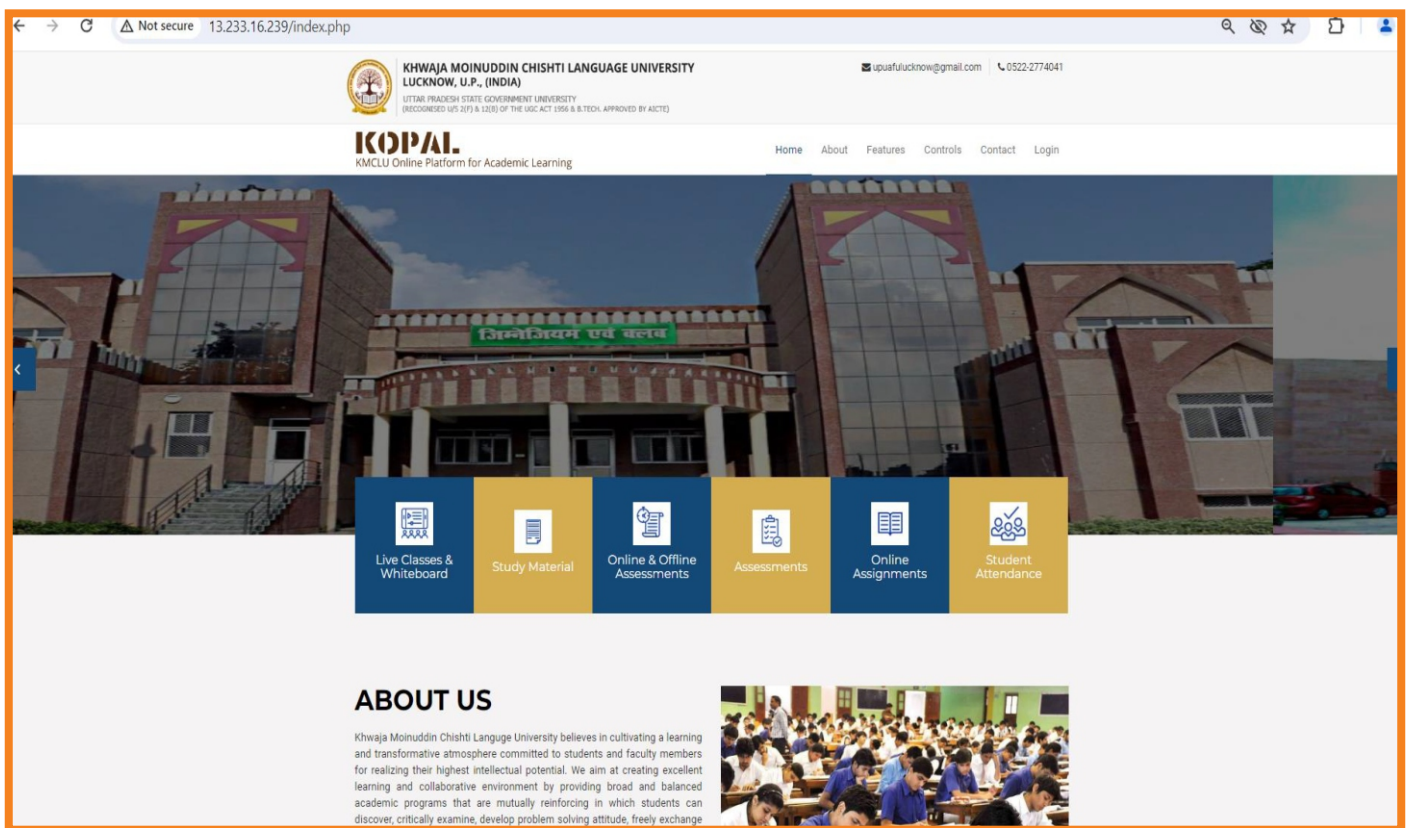 Not secure 13.233.16.239/index.php
KHWAJA MOINUDDIN CHISHTI LANGUAGE UNIVERSITY
LUCKNOW, U.P., (INDIA)
UTTAR PRADESH STATE GOVERNMENT UNIVERSITY
(RECOGNISED U/S 2(F) & 12(B) OF THE UGC ACT 1956 & B.TECH. APPROVED BY AICTE)
upuafulucknow@gmail.com 0522-2774041
KOPAL
KMCLU Online Platform for Academic Learning
Home About Features Controls Contact Login
जिम्नेजियम एवं क्लब
Live Classes &
Whiteboard
Study Material
Online & Offline
Assessments
Assessments
Online
Assignments
Student
Attendance
ABOUT US
Khwaja Moinuddin Chishti Languge University believes in cultivating a learning
and transformative atmosphere committed to students and faculty members
for realizing their highest intellectual potential. We aim at creating excellent
learning and collaborative environment by providing broad and balanced
academic programs that are mutually reinforcing in which students can
discover, critically examine, develop problem solving attitude, freely exchange